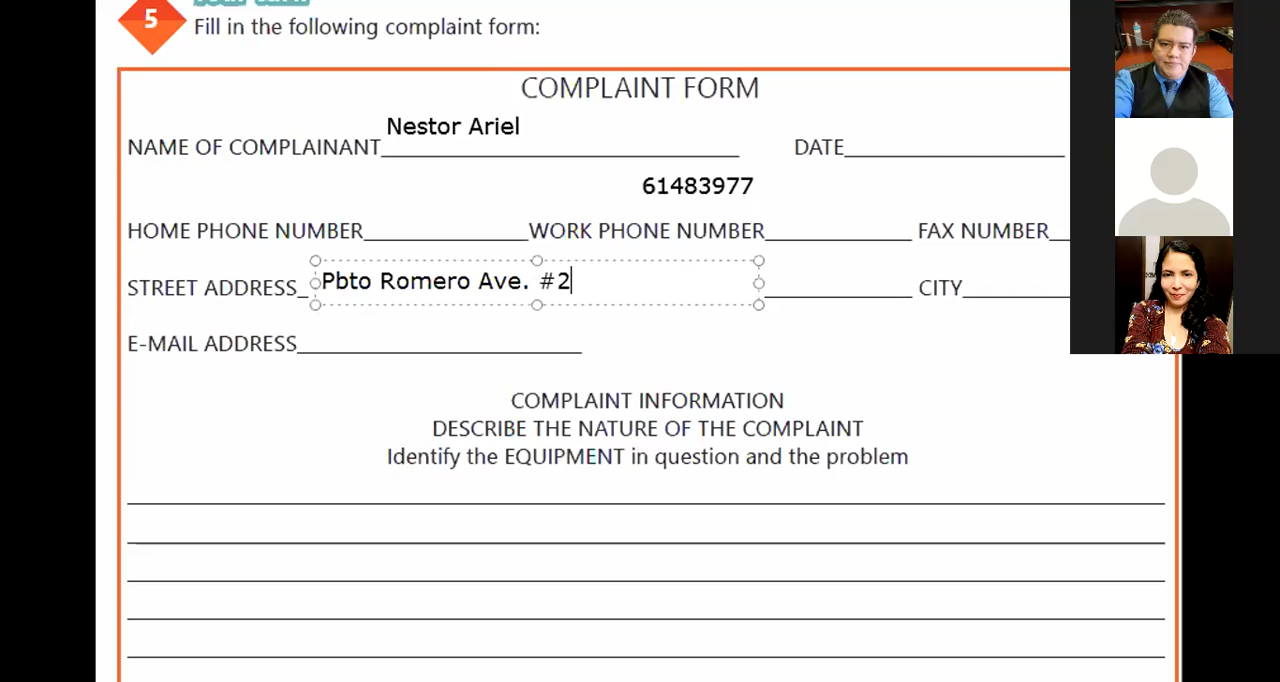 5
Fill in the following complaint form:
COMPLAINT FORM
Nestor Ariel
NAME OF COMPLAINANT DATE
61483977
HOME PHONE NUMBER WORK PHONE NUMBER FAX NUMBER
STREET ADDRESS Pbto Romero Ave. #2 CITY
E-MAIL ADDRESS
COMPLAINT INFORMATION
DESCRIBE THE NATURE OF THE COMPLAINT
Identify the EQUIPMENT in question and the problem